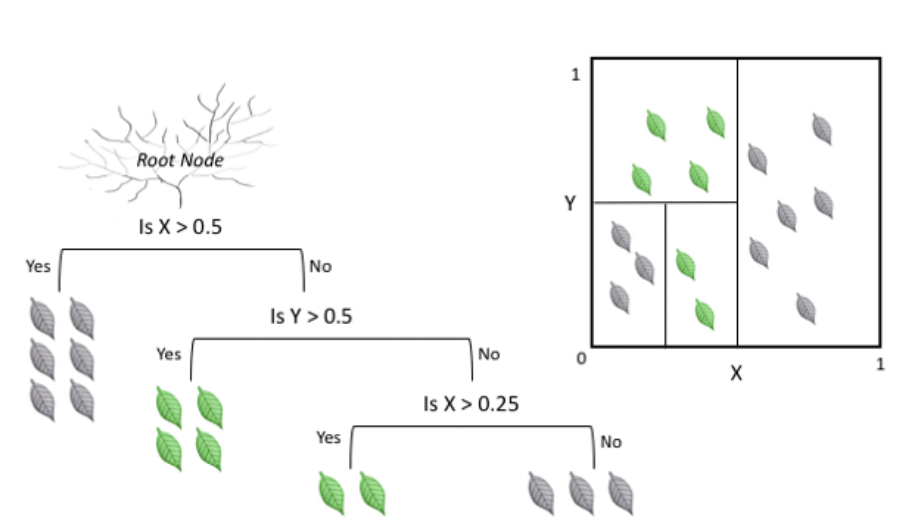 Root Node
Is X > 0.5
Yes
No
Is Y > 0.5
Yes
No
Is X > 0.25
Yes
No
1
Y
0
X
1